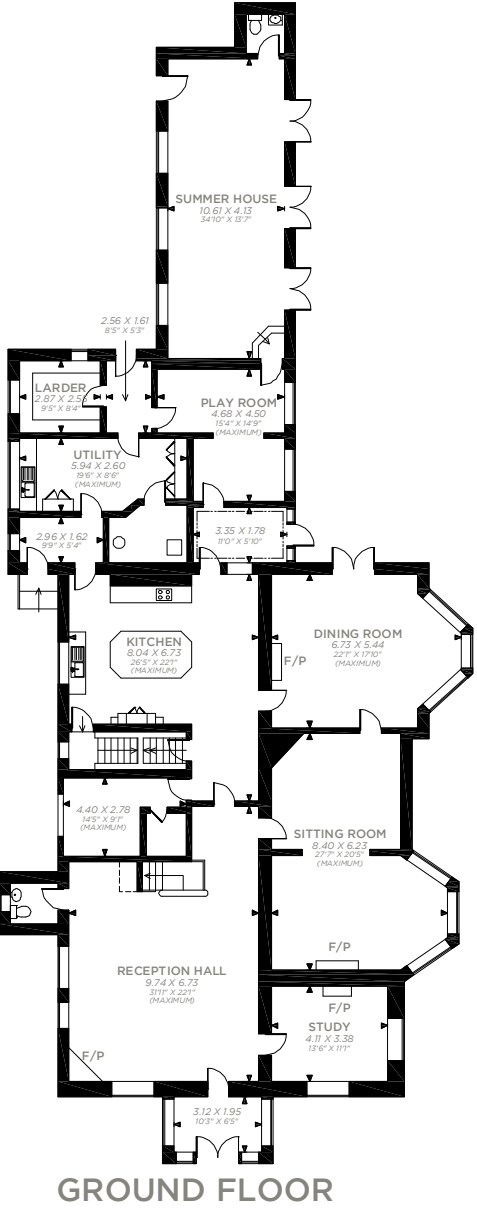 SUMMER HOUSE
10.61 X 4.13
34'10" X 13'7"
2.56 X 1.61
8'5" X 5'3"
LARDER
2.87 X 2.55
9'5" X 8'4"
PLAY ROOM
4.68 X 4.50
15'4" X 14'9"
(MAXIMUM)
UTILITY
5.94 X 2.60
19'6" X 8'6"
(MAXIMUM)
2.96 X 1.62
9'9" X 5'4"
3.35 X 1.78
11'0" X 5'10"
KITCHEN
8.04 X 6.73
26'5" X 22'1"
(MAXIMUM)
DINING ROOM
6.73 X 5.44
22'1" X 17'10"
(MAXIMUM)
F/P
4.40 X 2.78
14'5" X 9'1"
(MAXIMUM)
SITTING ROOM
8.40 X 6.23
27'7" X 20'5"
(MAXIMUM)
F/P
RECEPTION HALL
9.74 X 6.73
31'11" X 22'1"
(MAXIMUM)
F/P
F/P
STUDY
4.11 X 3.38
13'6" X 11'1"
3.12 X 1.95
10'3" X 6'5"
GROUND FLOOR